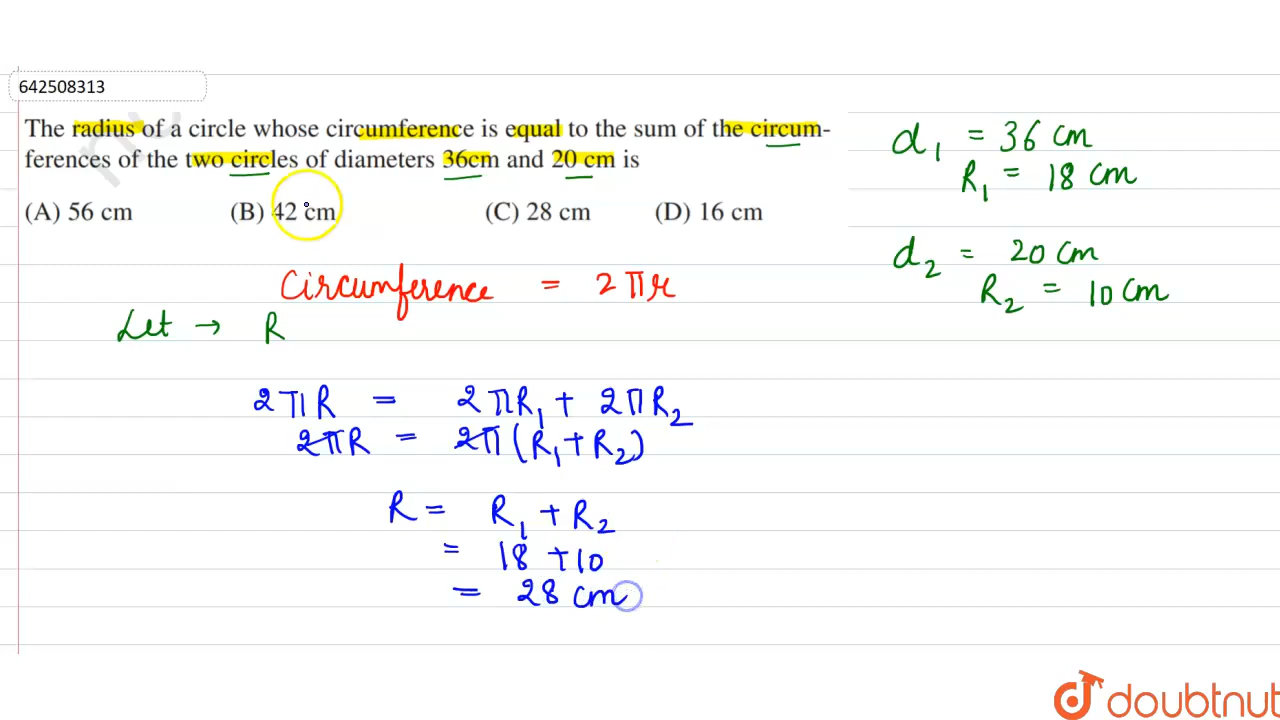 642508313
The radius of a circle whose circumference is equal to the sum of the circum-
ferences of the two circles of diameters 36cm and 20 cm is
(A) 56 cm (B) 42 cm (C) 28 cm (D) 16 cm
d1 = 36 cm
R1 = 18 cm
d2 = 20 cm
R2 = 10 cm
Circumference = 2πr
Let → R
2πR = 2πR1 + 2πR2
2πR = 2π(R1+R2)
R = R1 + R2
= 18 + 10
= 28 cm
doubtnut